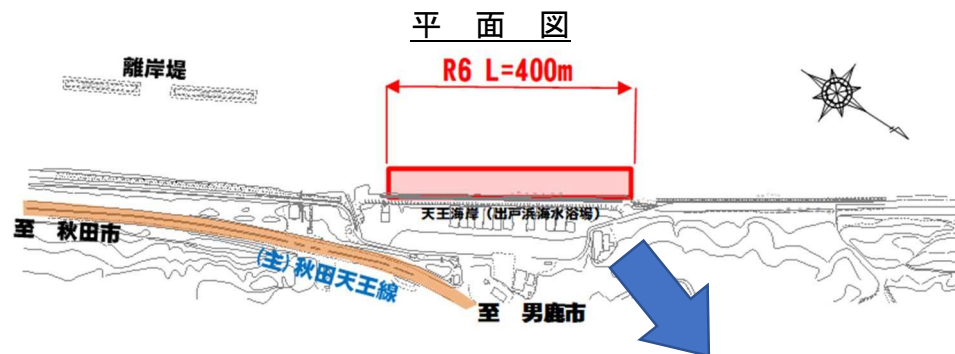 平 面 図
離岸堤
R6 L=400m
天王海岸（出戸浜海水浴場）
至 秋田市
(主)秋田天王線
至 男鹿市